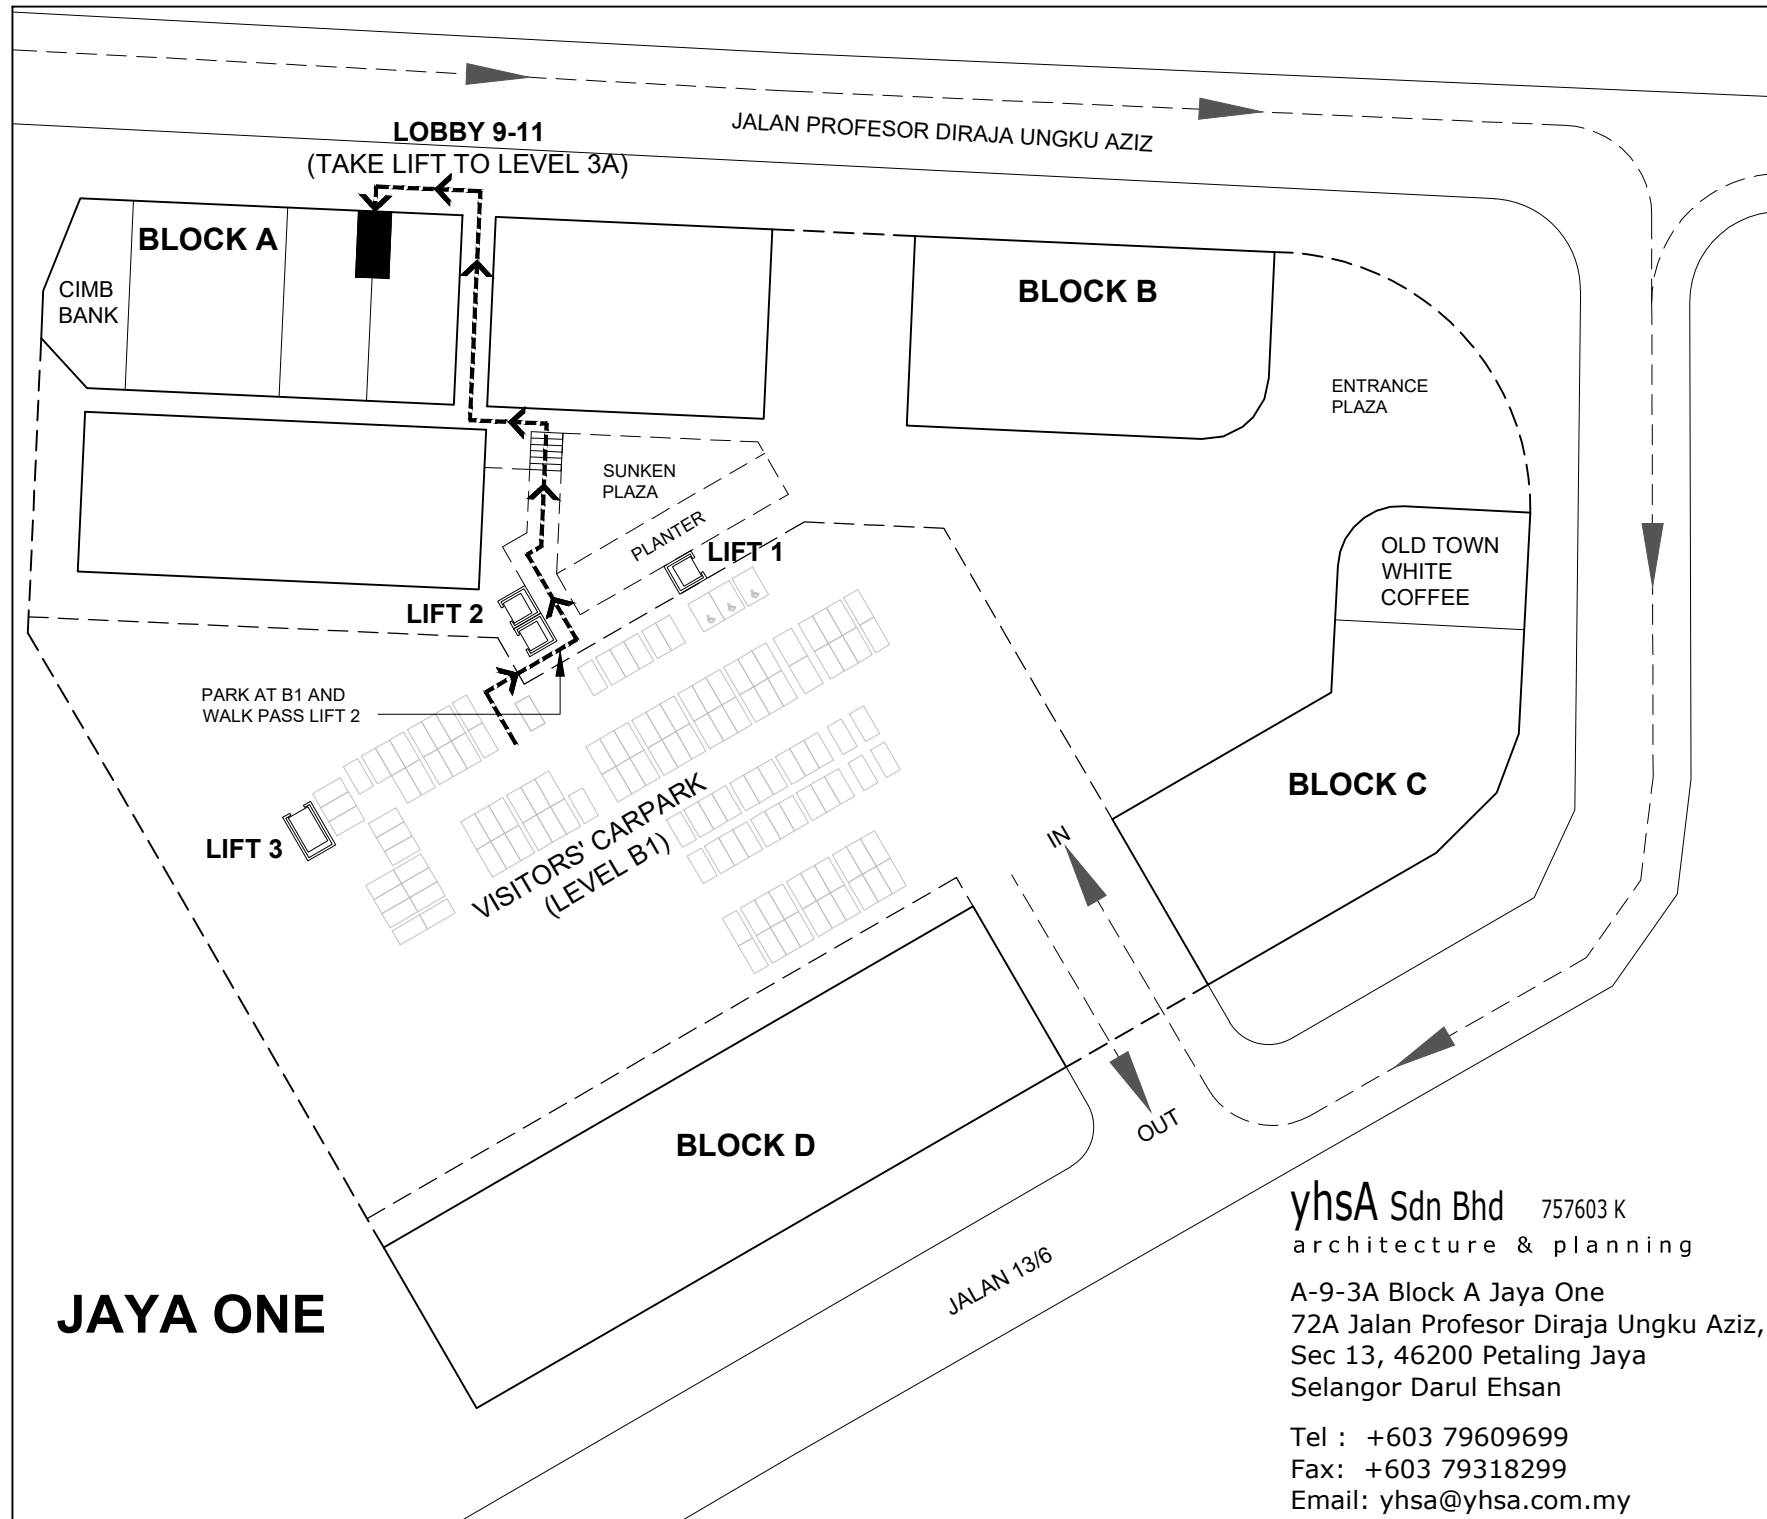 JALAN PROFESOR DIRAJA UNGKU AZIZ
LOBBY 9-11
(TAKE LIFT TO LEVEL 3A)
BLOCK A
CIMB
BANK
BLOCK B
ENTRANCE
PLAZA
SUNKEN
PLAZA
PLANTER
LIFT 1
OLD TOWN
WHITE
COFFEE
LIFT 2
PARK AT B1 AND
WALK PASS LIFT 2
BLOCK C
LIFT 3
VISITORS' CARPARK
(LEVEL B1)
IN
OUT
BLOCK D
JALAN 13/6
JAYA ONE
yhsA Sdn Bhd 757603 K
architecture & planning
A-9-3A Block A Jaya One
72A Jalan Profesor Diraja Ungku Aziz,
Sec 13, 46200 Petaling Jaya
Selangor Darul Ehsan
Tel : +603 79609699
Fax: +603 79318299
Email: yhsa@yhsa.com.my